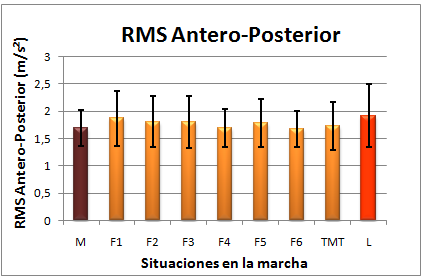 RMS Antero-Posterior
RMS Antero-Posterior (m/s²)
3
2,5
2
1,5
1
0,5
0
M F1 F2 F3 F4 F5 F6 TMT L
Situaciones en la marcha